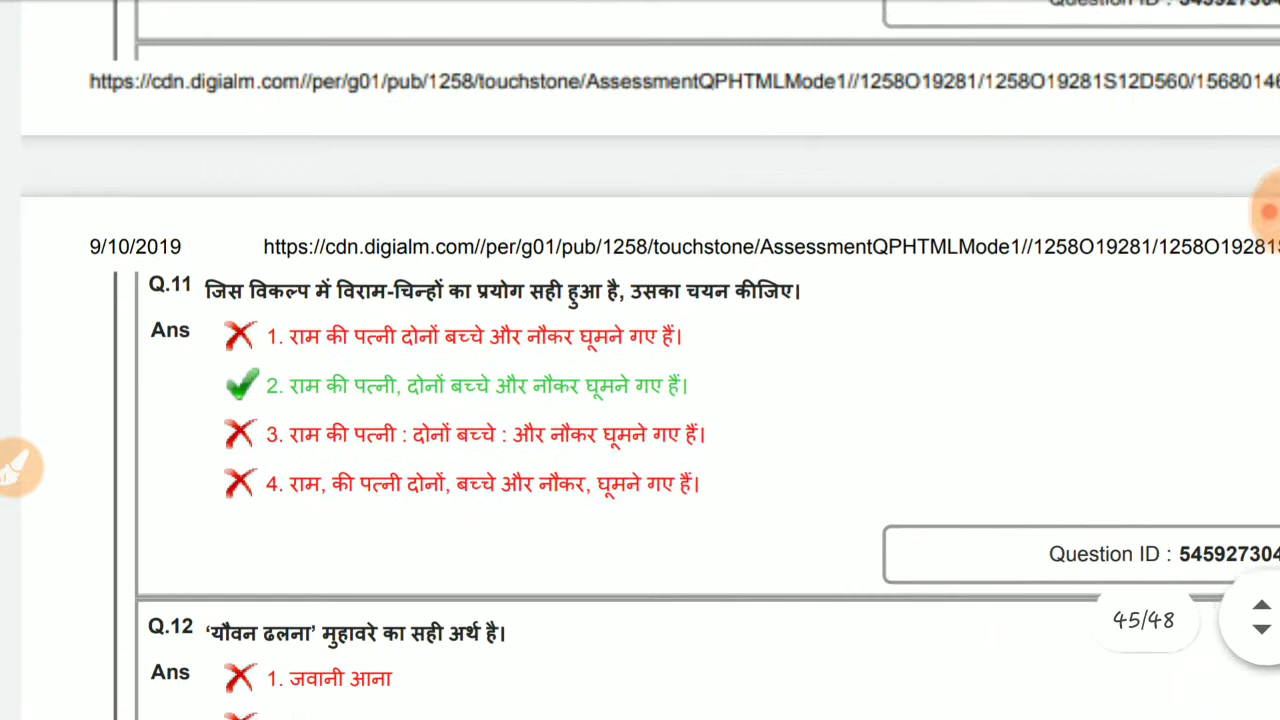 https://cdn.digialm.com//per/g01/pub/1258/touchstone/AssessmentQPHTMLMode1//1258O19281/1258O19281S12D560/1568014
9/10/2019 https://cdn.digialm.com//per/g01/pub/1258/touchstone/AssessmentQPHTMLMode1//1258O19281/1258O19281
Q.11 जिस विकल्प में विराम-चिन्हों का प्रयोग सही हुआ है, उसका चयन कीजिए।
Ans 1. राम की पत्नी दोनों बच्चे और नौकर घूमने गए हैं।
2. राम की पत्नी, दोनों बच्चे और नौकर घूमने गए हैं।
3. राम की पत्नी : दोनों बच्चे : और नौकर घूमने गए हैं।
4. राम, की पत्नी दोनों, बच्चे और नौकर, घूमने गए हैं।
Question ID : 545927304
45/48
Q.12 ‘यौवन ढलना’ मुहावरे का सही अर्थ है।
Ans 1. जवानी आना